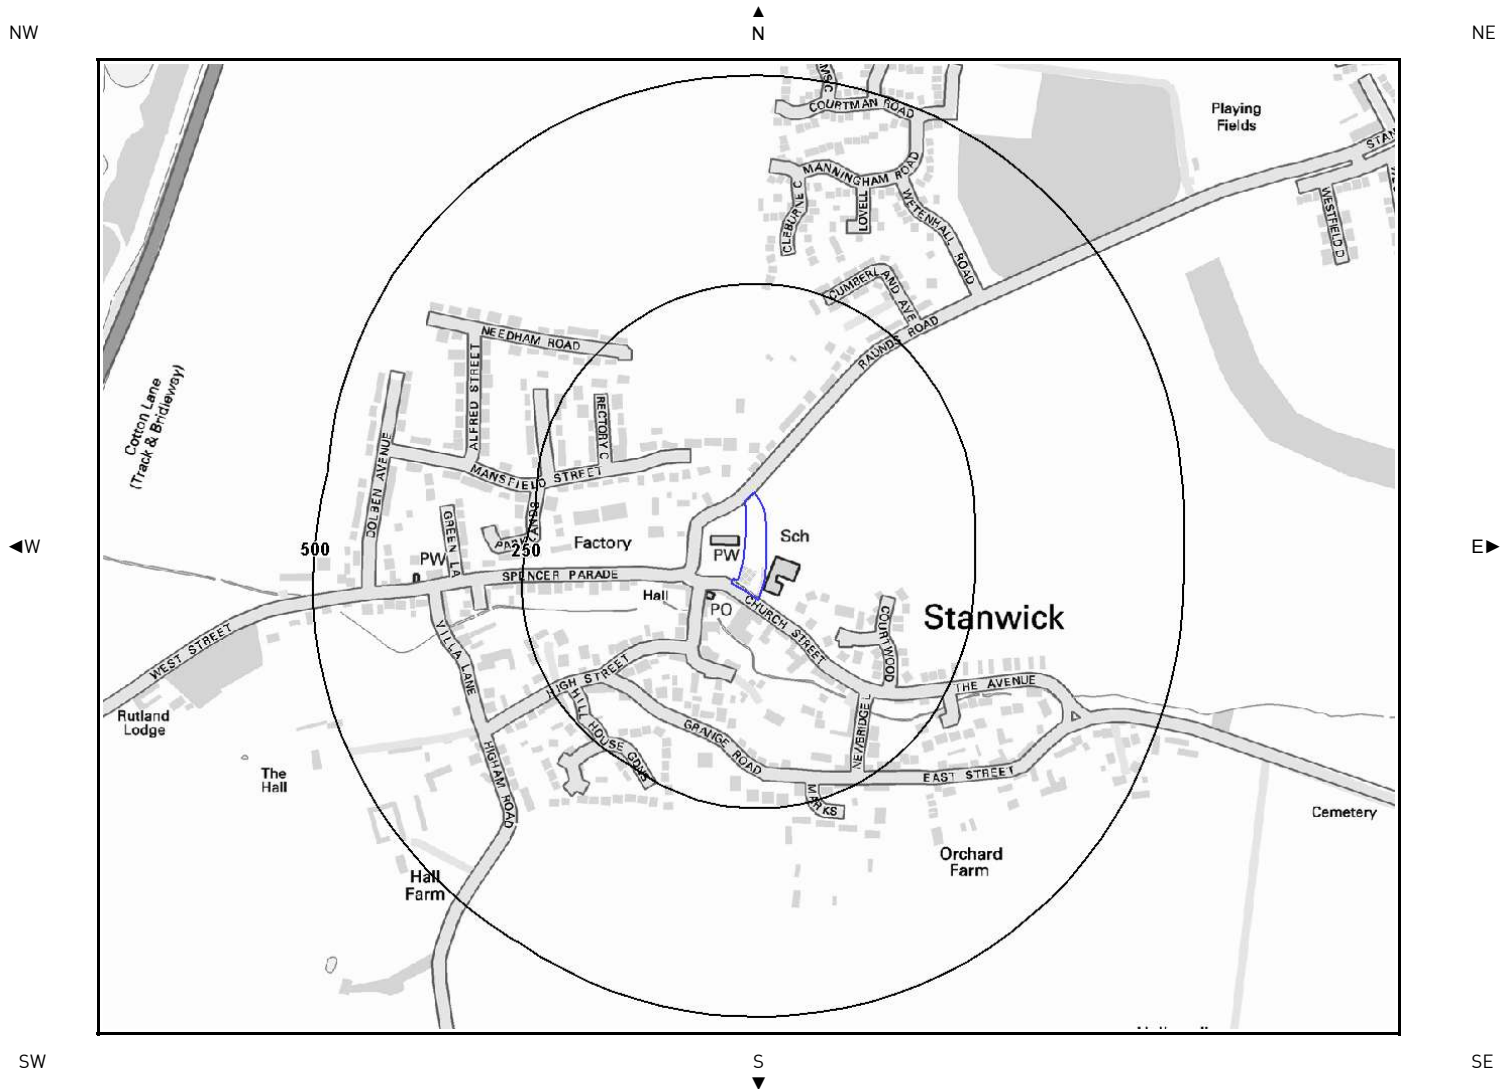 NW
N
NE
COURTMAN ROAD
Playing
Fields
MANNINGHAM ROAD
CLEBURNE C
LOVELL
WETENHALL ROAD
WESTFIELD D
CUMBERLAND AVE
RAUNDS ROAD
NEEDHAM ROAD
ALFRED STREET
Cotton Lane
(Track & Bridleway)
RECTORY C
DOLBEN AVENUE
MANSFIELD STREET
GREEN LA
500
250
Factory
PW
PW
Sch
W
E
SPENCER PARADE
Hall
PO
CHURCH STREET
COURTWOOD
Stanwick
WEST STREET
VILLA LANE
HIGH STREET
THE AVENUE
Rutland
Lodge
HILL HOUSE GDNS
GRANGE ROAD
NEWBRIDGE L
HIGHAM ROAD
The
Hall
EAST STREET
MARKS
Cemetery
Orchard
Farm
Hall
Farm
SW
S
SE